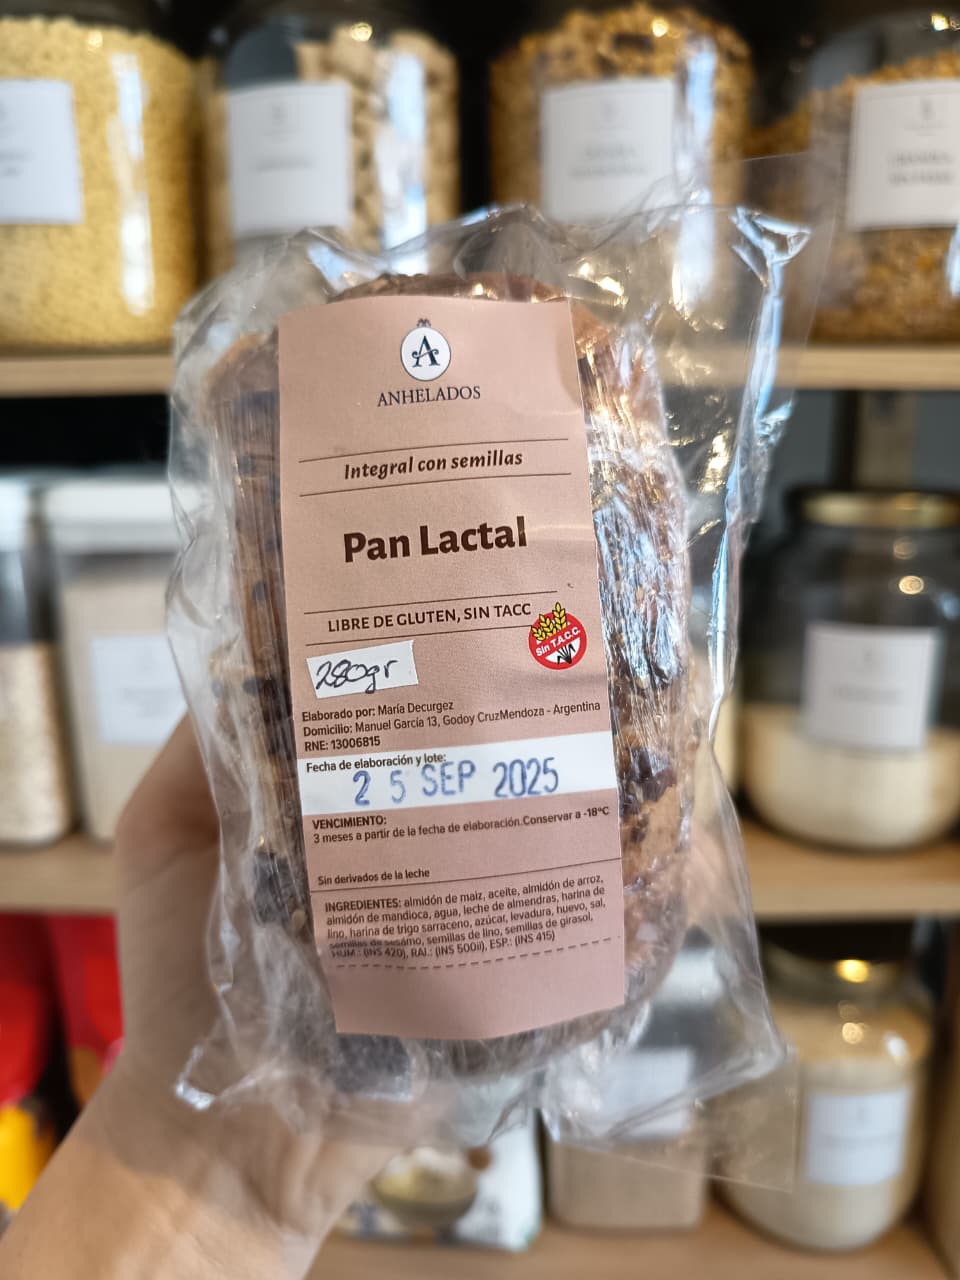 A
ANHELADOS
Integral con semillas
Pan Lactal
LIBRE DE GLUTEN, SIN TACC
Sin T.A.C.C.
280gr
Elaborado por: María Decurgez
Domicilio: Manuel García 13, Godoy CruzMendoza - Argentina
RNE: 13006815
Fecha de elaboración y lote:
25 SEP 2025
VENCIMIENTO:
3 meses a partir de la fecha de elaboración.Conservar a -18°C
Sin derivados de la leche
INGREDIENTES: almidón de maiz, aceite, almidón de arroz,
almidón de mandioca, agua, leche de almendras, harina de
lino, harina de trigo sarraceno, azúcar, levadura, huevo, sal,
semillas de sesámo, semillas de lino, semillas de girasol,
HUM.: (INS 420), RAI.: (INS 500ii), ESP.: (INS 415)